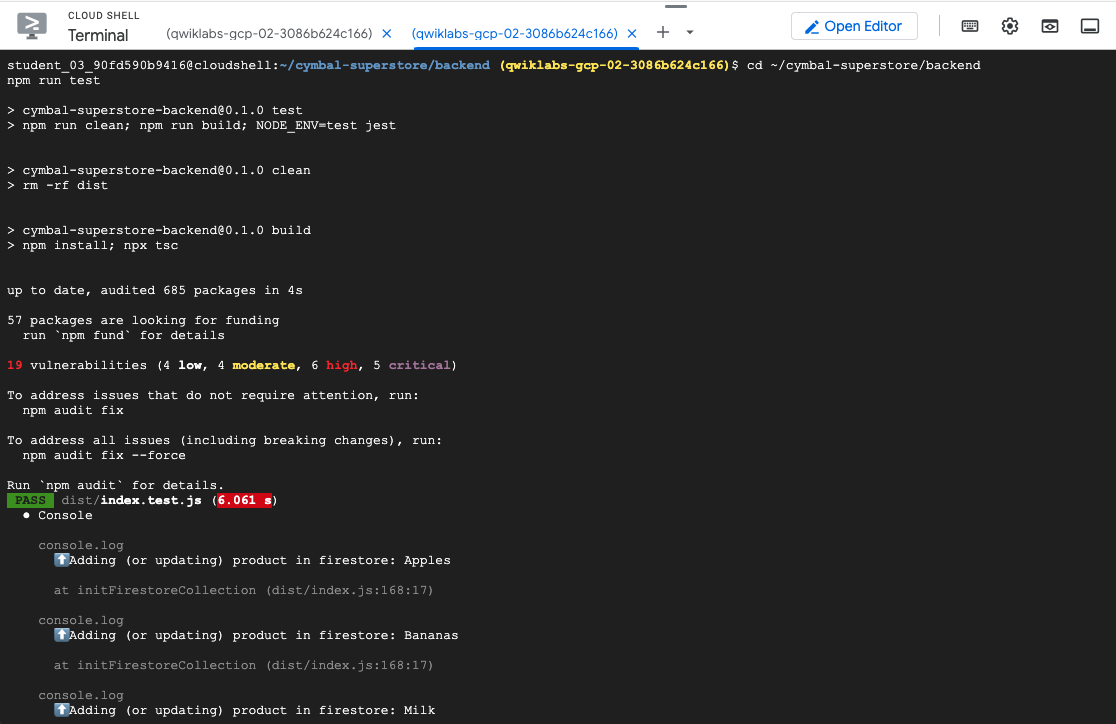 CLOUD SHELL
Terminal
(qwiklabs-gcp-02-3086b624c166) ×
(qwiklabs-gcp-02-3086b624c166) ×
Open Editor
student_03_90fd590b9416@cloudshell:~/cymbal-superstore/backend (qwiklabs-gcp-02-3086b624c166)$ cd ~/cymbal-superstore/backend
npm run test
> cymbal-superstore-backend@0.1.0 test
> npm run clean; npm run build; NODE_ENV=test jest
> cymbal-superstore-backend@0.1.0 clean
> rm -rf dist
> cymbal-superstore-backend@0.1.0 build
> npm install; npx tsc
up to date, audited 685 packages in 4s
57 packages are looking for funding
  run `npm fund` for details
19 vulnerabilities (4 low, 4 moderate, 6 high, 5 critical)
To address issues that do not require attention, run:
  npm audit fix
To address all issues (including breaking changes), run:
  npm audit fix --force
Run `npm audit` for details.
PASS dist/index.test.js (6.061 s)
● Console
console.log
⬆️Adding (or updating) product in firestore: Apples
at initFirestoreCollection (dist/index.js:168:17)
console.log
⬆️Adding (or updating) product in firestore: Bananas
at initFirestoreCollection (dist/index.js:168:17)
console.log
⬆️Adding (or updating) product in firestore: Milk